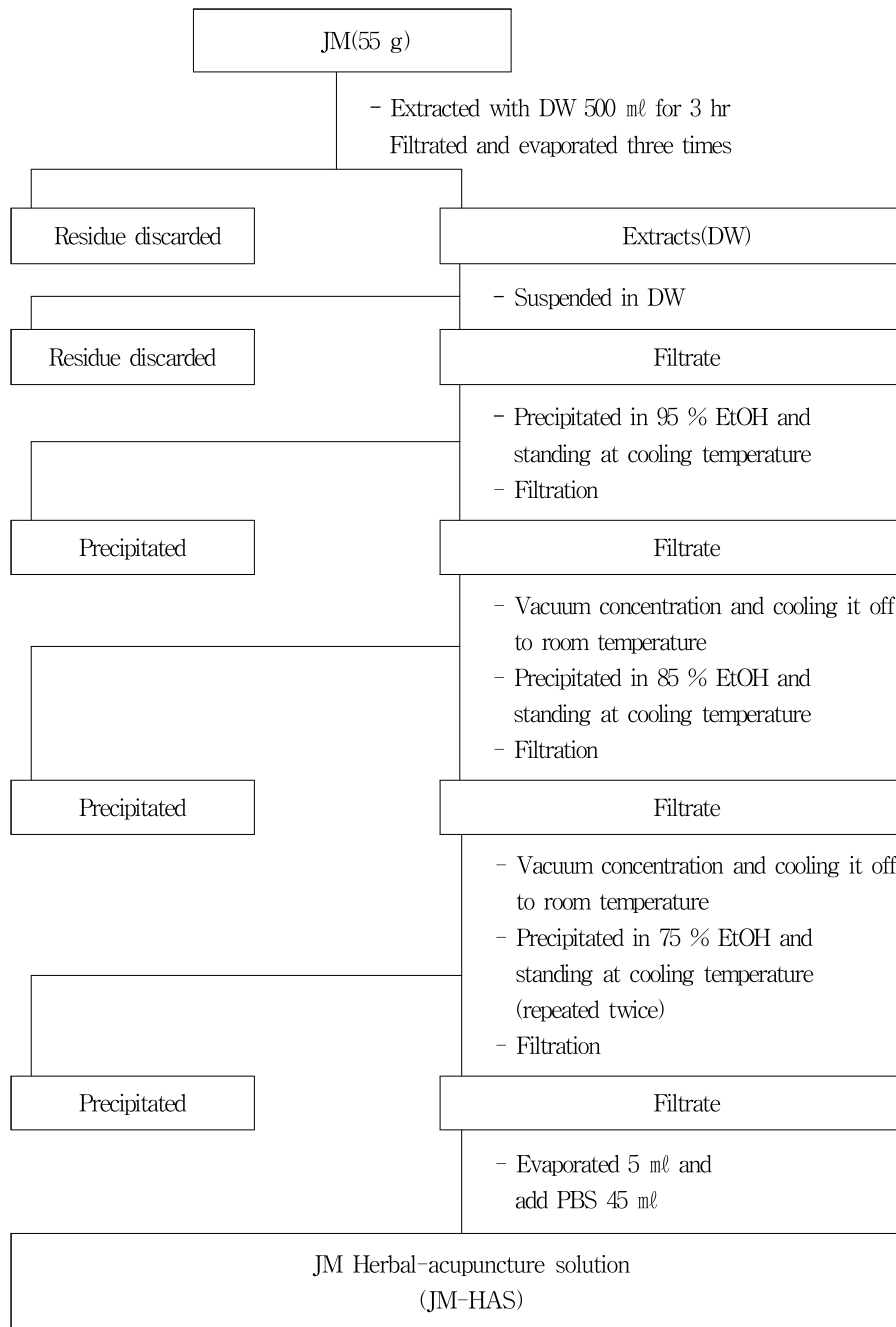 JM(55 g)
- Extracted with DW 500 ㎖ for 3 hr
Filtrated and evaporated three times
Residue discarded
Extracts(DW)
- Suspended in DW
Residue discarded
Filtrate
- Precipitated in 95 % EtOH and
standing at cooling temperature
- Filtration
Precipitated
Filtrate
- Vacuum concentration and cooling it off
to room temperature
- Precipitated in 85 % EtOH and
standing at cooling temperature
- Filtration
Precipitated
Filtrate
- Vacuum concentration and cooling it off
to room temperature
- Precipitated in 75 % EtOH and
standing at cooling temperature
(repeated twice)
- Filtration
Precipitated
Filtrate
- Evaporated 5 ㎖ and
add PBS 45 ㎖
JM Herbal-acupuncture solution
(JM-HAS)